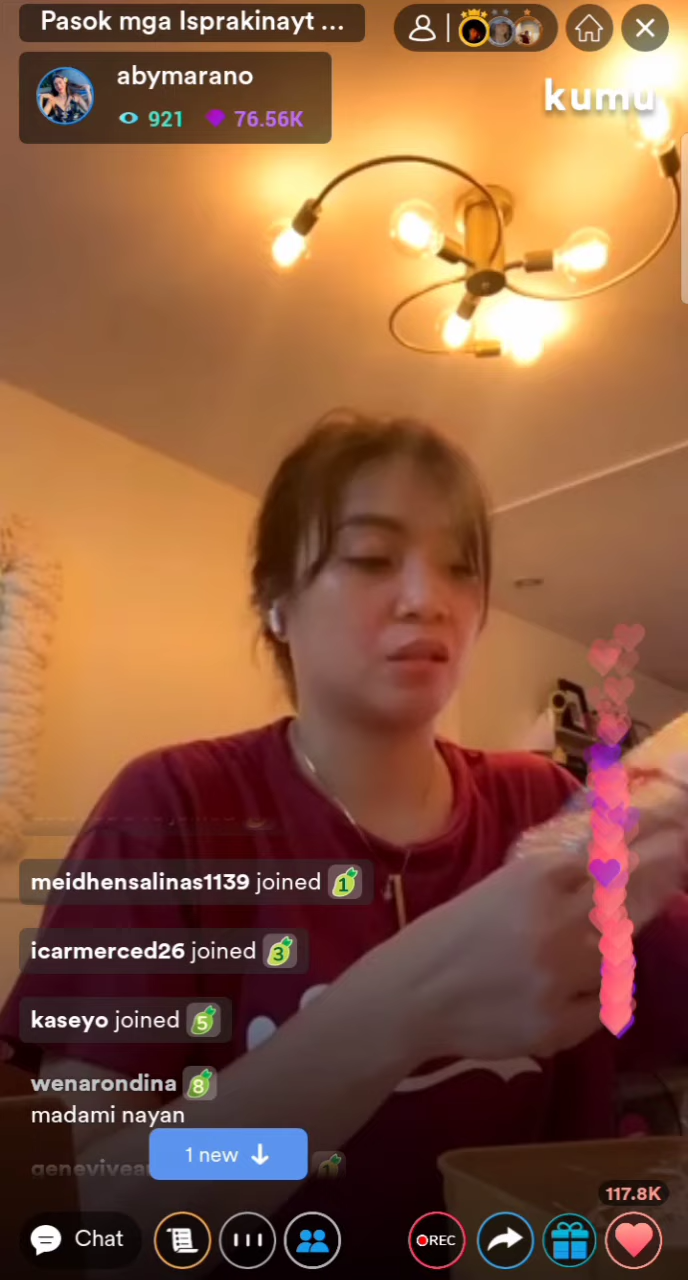 Pasok mga Isprakinayt ...
abymarano
921 76.56K
kumu
meidhensalinas1139 joined 1
icarmerced26 joined 3
kaseyo joined 5
wenarondina 8
madami nayan
1 new
117.8K
Chat
REC